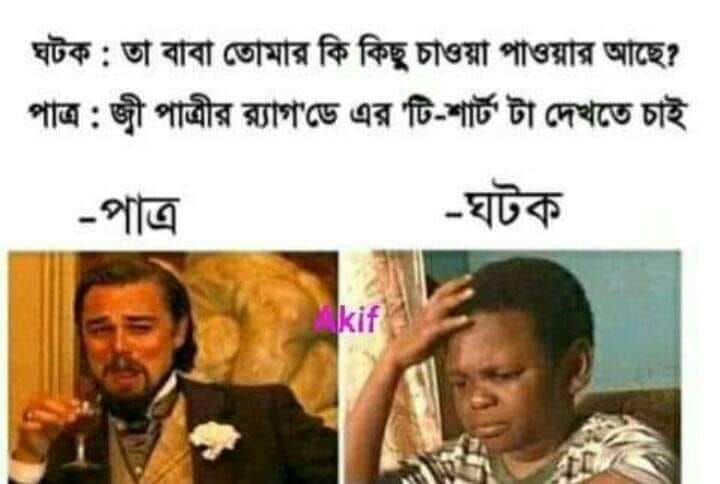 ঘটক : তা বাবা তোমার কি কিছু চাওয়া পাওয়ার আছে?
পাত্র : জ্বী পাত্রীর র‍্যাগ'ডে এর 'টি-শার্ট' টা দেখতে চাই
-পাত্র
-ঘটক
Akif